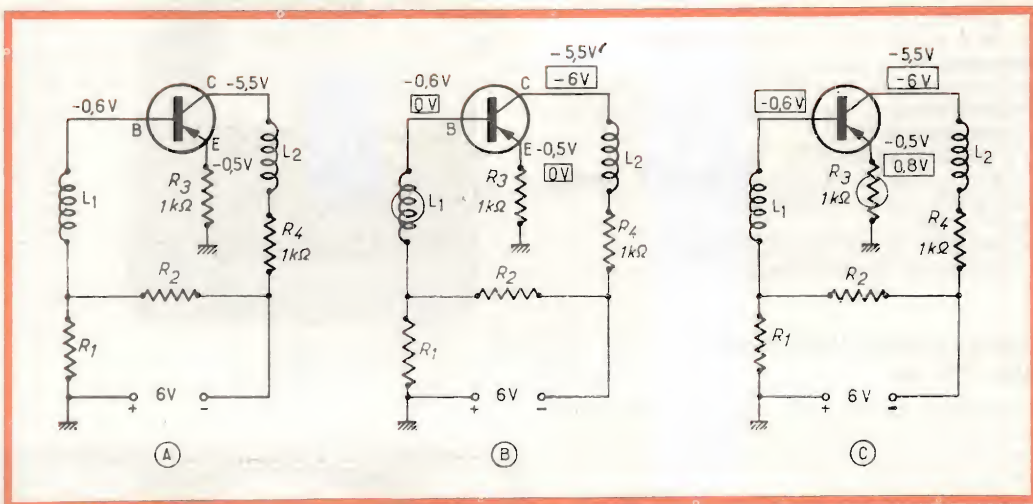 C
-5,5V
-0,6V
B
E
-0,5V
L1
L2
R3
1kΩ
R4
1kΩ
R2
R1
+ 6V -
A
-5,5V
-6V
-0,6V
0V
C
B
E -0,5V
0V
L1
L2
R3
1kΩ
R4
1kΩ
R2
R1
+ 6V -
B
-5,5V
-6V
-0,6V
-0,5V
0,8V
L1
L2
R3
1kΩ
R4
1kΩ
R2
R1
+ 6V -
C